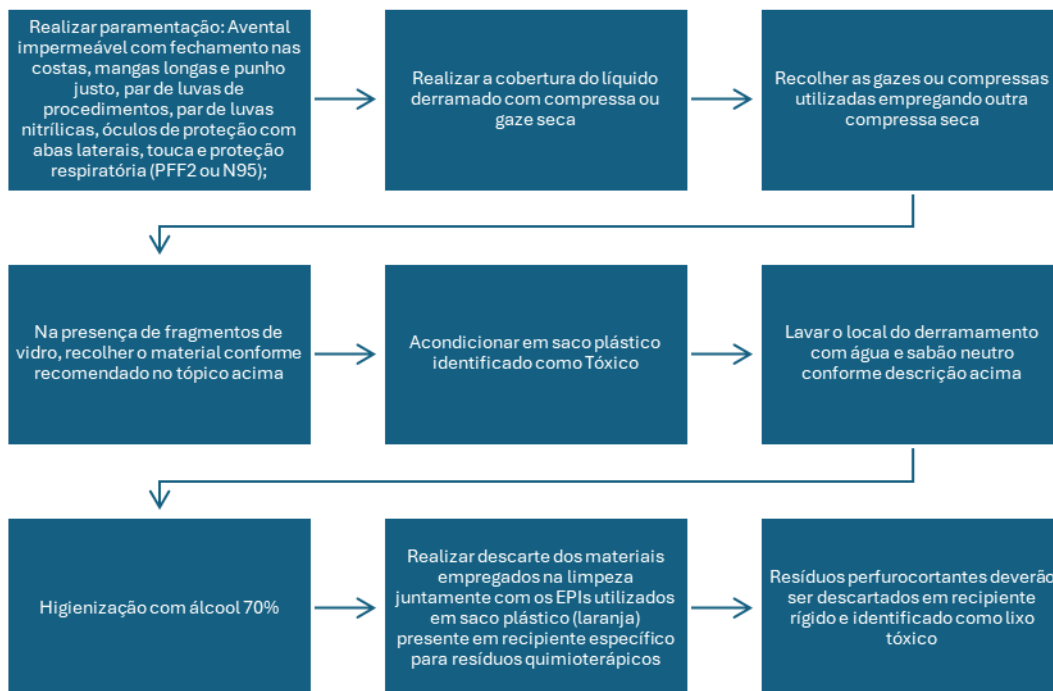 Realizar paramentação: Avental
impermeável com fechamento nas
costas, mangas longas e punho
justo, par de luvas de
procedimentos, par de luvas
nitrílicas, óculos de proteção com
abas laterais, touca e proteção
respiratória (PFF2 ou N95);
Realizar a cobertura do líquido
derramado com compressa ou
gaze seca
Recolher as gazes ou compressas
utilizadas empregando outra
compressa seca
Na presença de fragmentos de
vidro, recolher o material conforme
recomendado no tópico acima
Acondicionar em saco plástico
identificado como Tóxico
Lavar o local do derramamento
com água e sabão neutro
conforme descrição acima
Higienização com álcool 70%
Realizar descarte dos materiais
empregados na limpeza
juntamente com os EPIs utilizados
em saco plástico (laranja)
presente em recipiente específico
para resíduos quimioterápicos
Resíduos perfurocortantes deverão
ser descartados em recipiente
rígido e identificado como lixo
tóxico